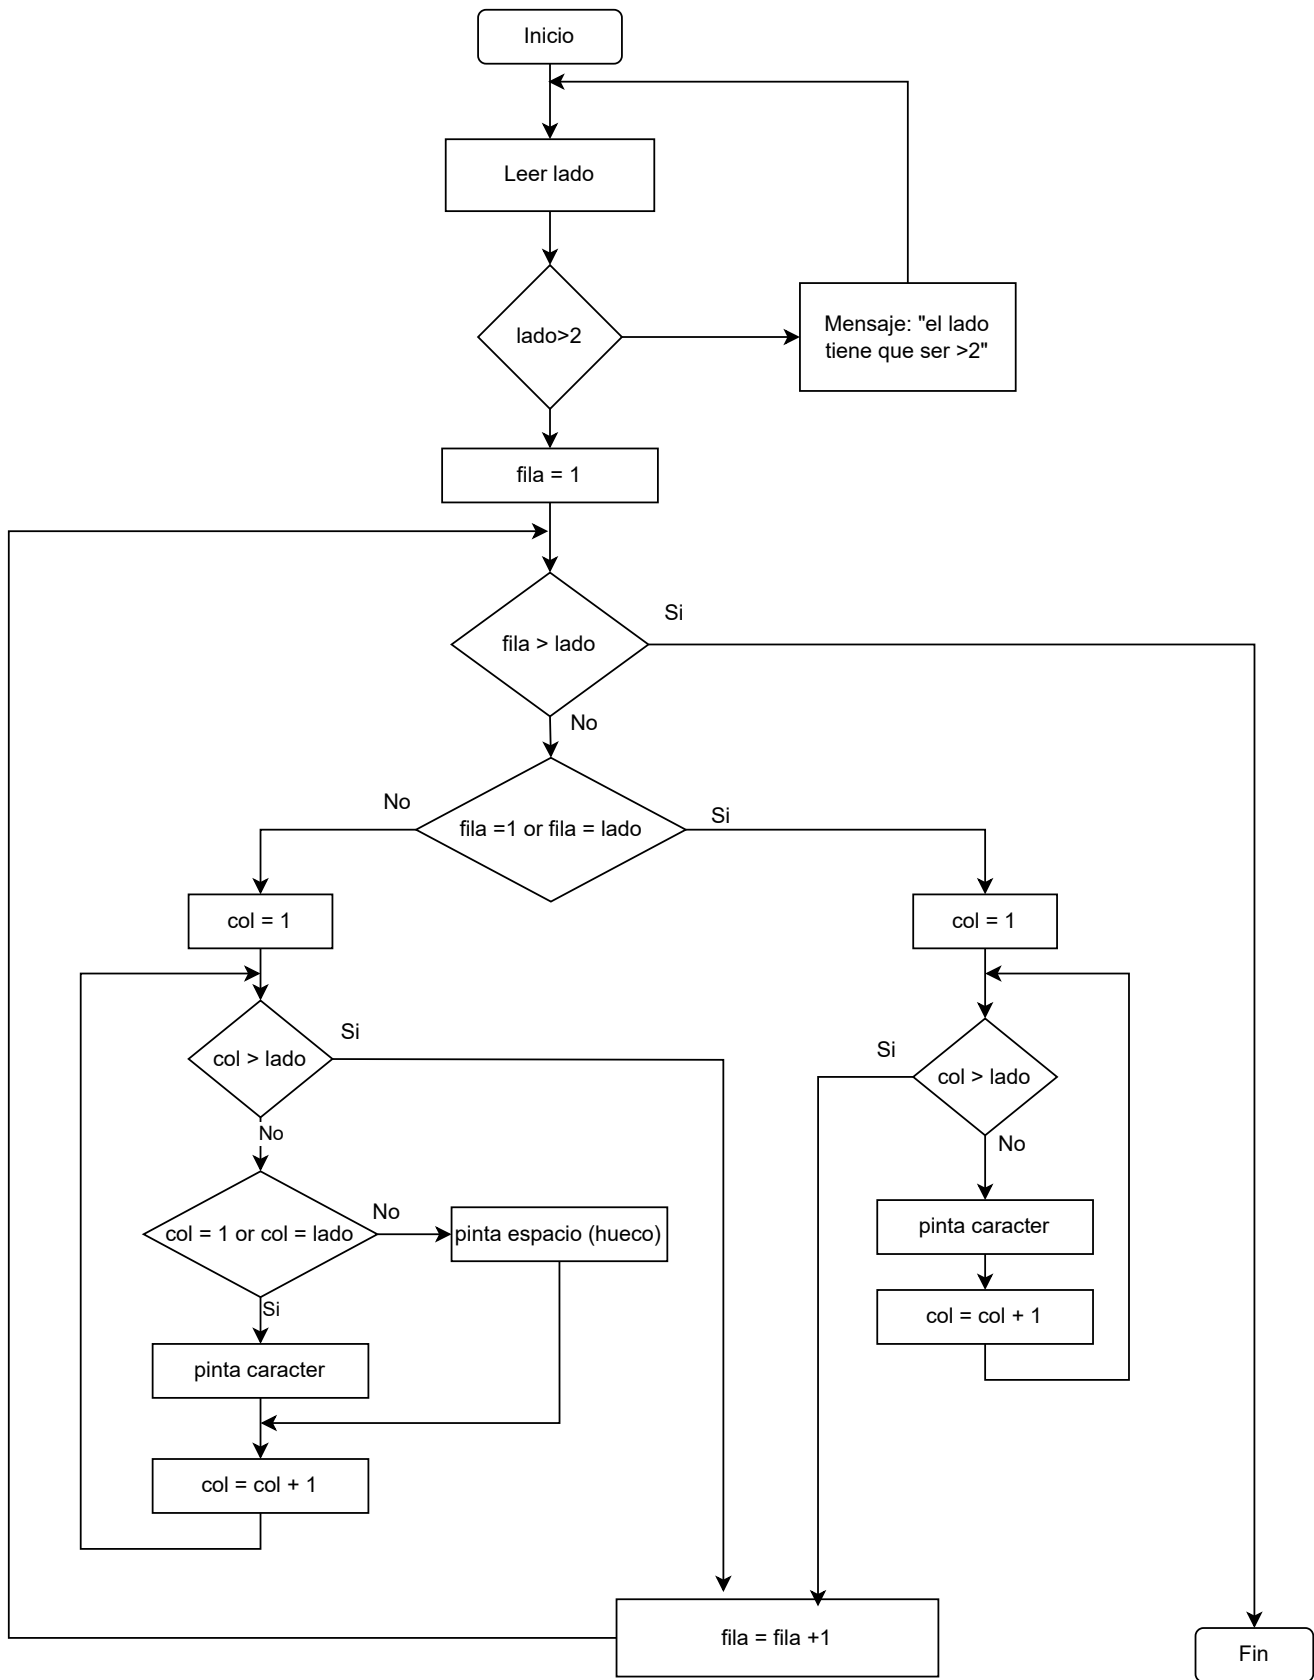 Inicio
Leer lado
lado>2
Mensaje: "el lado
tiene que ser >2"
fila = 1
fila > lado
Si
No
fila =1 or fila = lado
No
Si
col = 1
col = 1
col > lado
Si
No
col > lado
Si
No
col = 1 or col = lado
No
Si
pinta espacio (hueco)
pinta caracter
col = col + 1
pinta caracter
col = col + 1
fila = fila +1
Fin